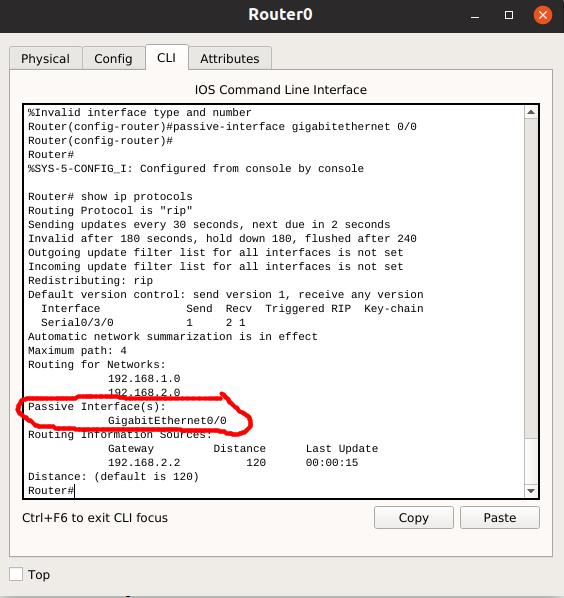 Router0
Physical Config CLI Attributes
IOS Command Line Interface
%Invalid interface type and number
Router(config-router)#passive-interface gigabitethernet 0/0
Router(config-router)#
Router#
%SYS-5-CONFIG_I: Configured from console by console
Router# show ip protocols
Routing Protocol is "rip"
Sending updates every 30 seconds, next due in 2 seconds
Invalid after 180 seconds, hold down 180, flushed after 240
Outgoing update filter list for all interfaces is not set
Incoming update filter list for all interfaces is not set
Redistributing: rip
Default version control: send version 1, receive any version
Interface Send Recv Triggered RIP Key-chain
Serial0/3/0 1 2 1
Automatic network summarization is in effect
Maximum path: 4
Routing for Networks:
192.168.1.0
192.168.2.0
Passive Interface(s):
GigabitEthernet0/0
Routing Information Sources:
Gateway Distance Last Update
192.168.2.2 120 00:00:15
Distance: (default is 120)
Router#
Ctrl+F6 to exit CLI focus
Copy Paste
Top